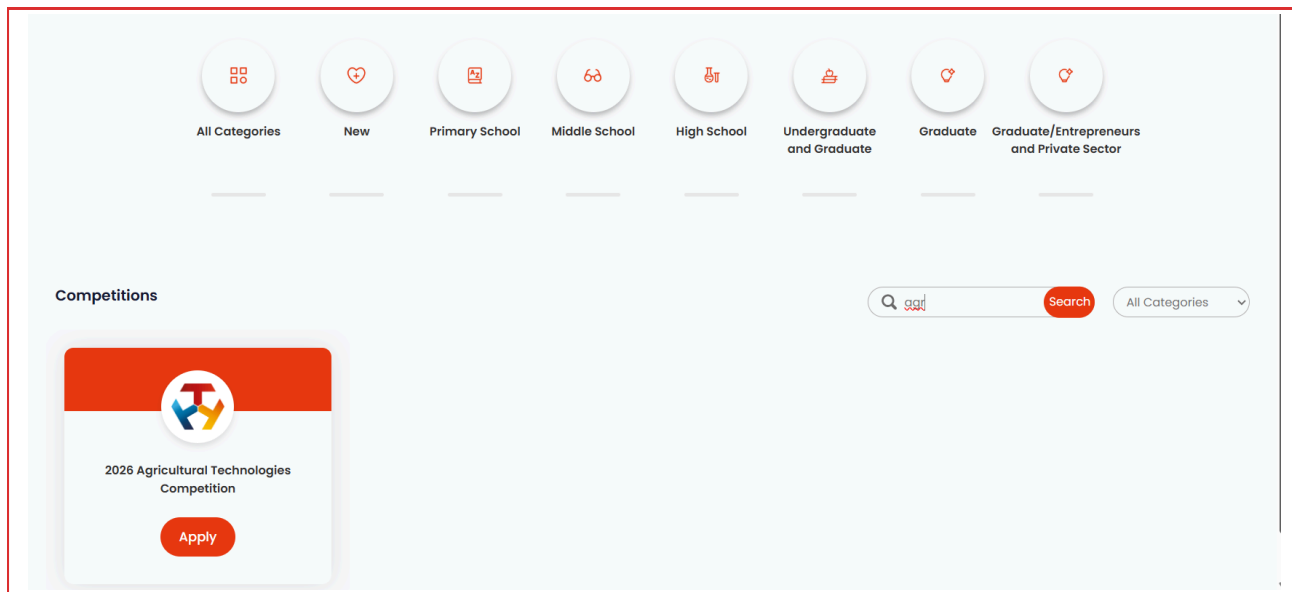 All Categories
New
Primary School
Middle School
High School
Undergraduate
and Graduate
Graduate
Graduate/Entrepreneurs
and Private Sector
Competitions
agr
Search
All Categories
2026 Agricultural Technologies
Competition
Apply